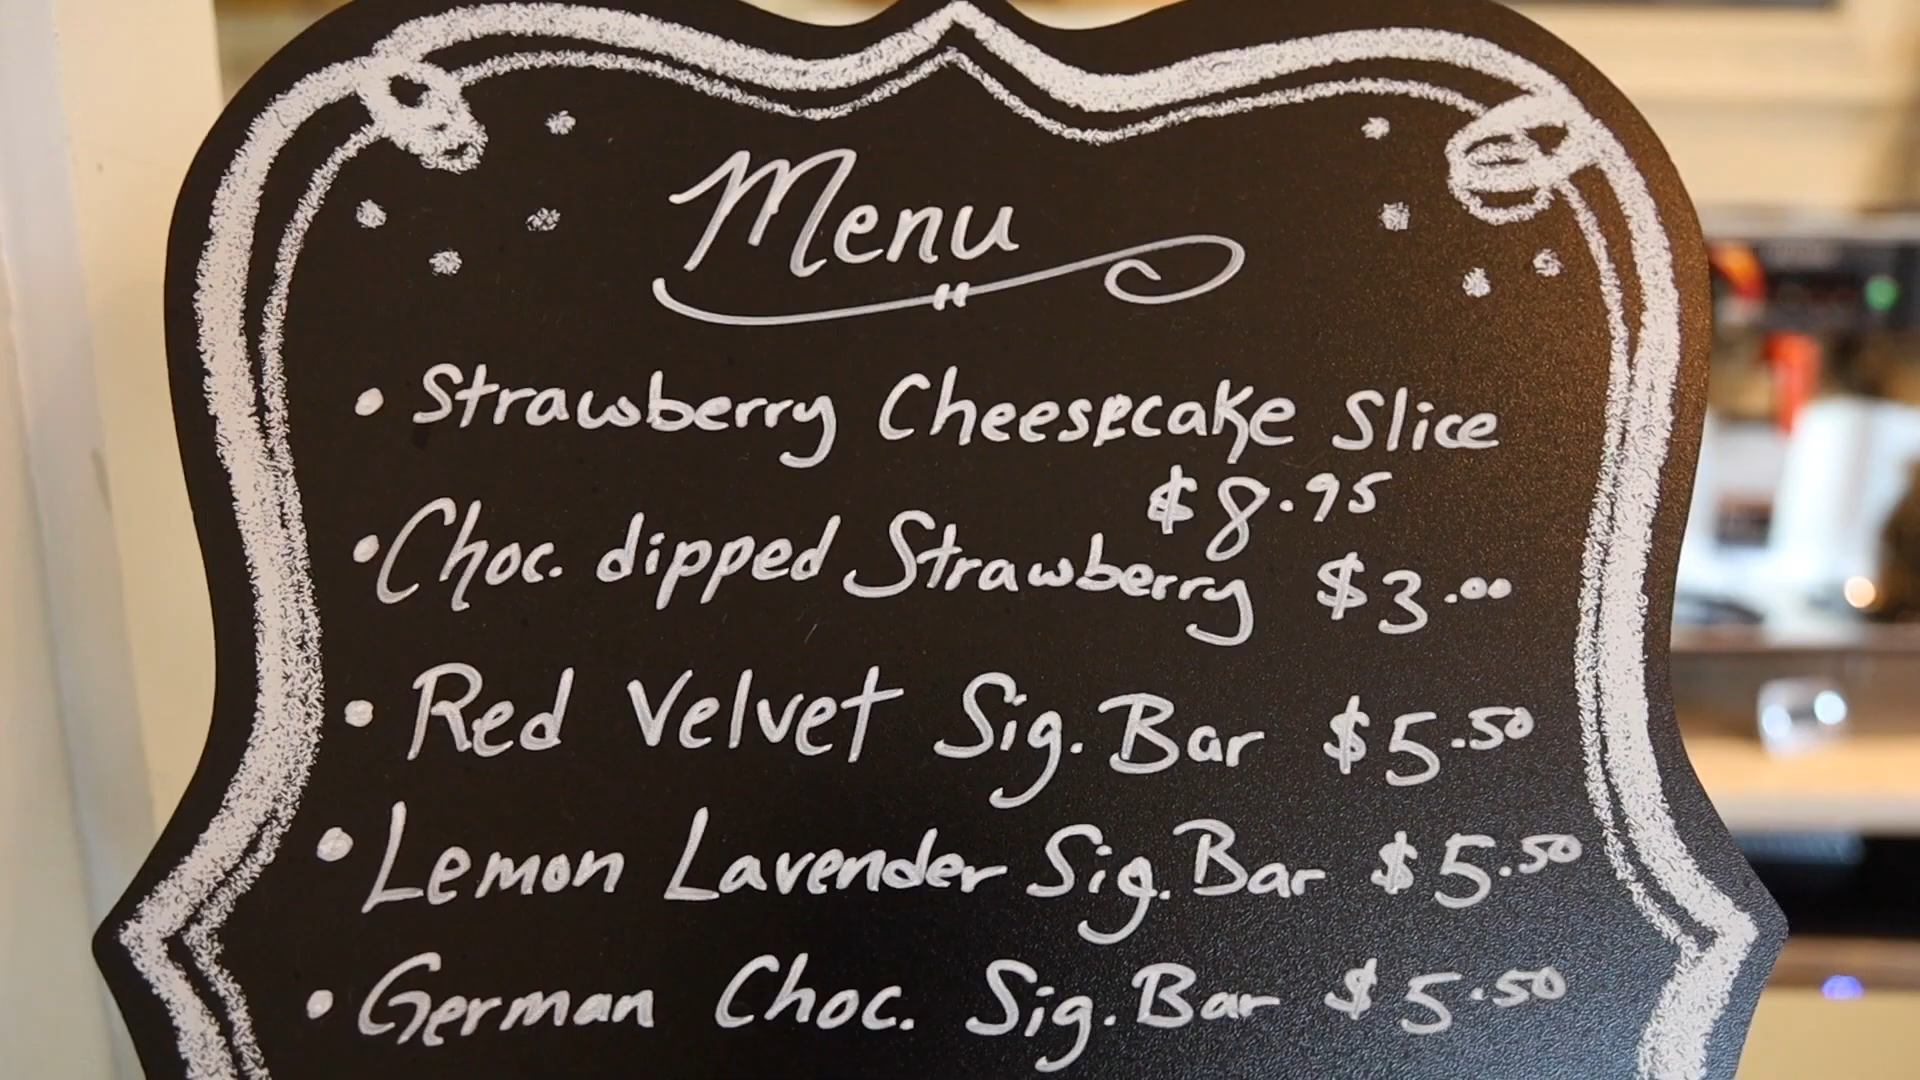 Menu
• Strawberry Cheesecake Slice
$8.95
• Choc. dipped Strawberry $3.00
• Red Velvet Sig. Bar $5.50
• Lemon Lavender Sig. Bar $5.50
• German Choc. Sig. Bar $5.50